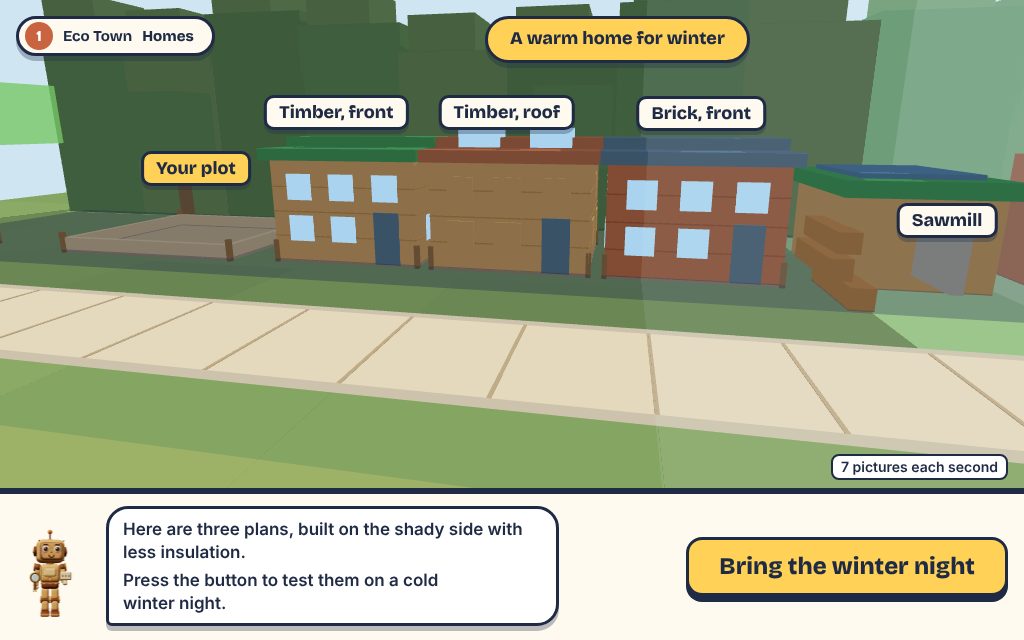 1 Eco Town Homes
A warm home for winter
Timber, front
Timber, roof
Brick, front
Your plot
Sawmill
7 pictures each second
Here are three plans, built on the shady side with
less insulation.
Press the button to test them on a cold
winter night.
Bring the winter night